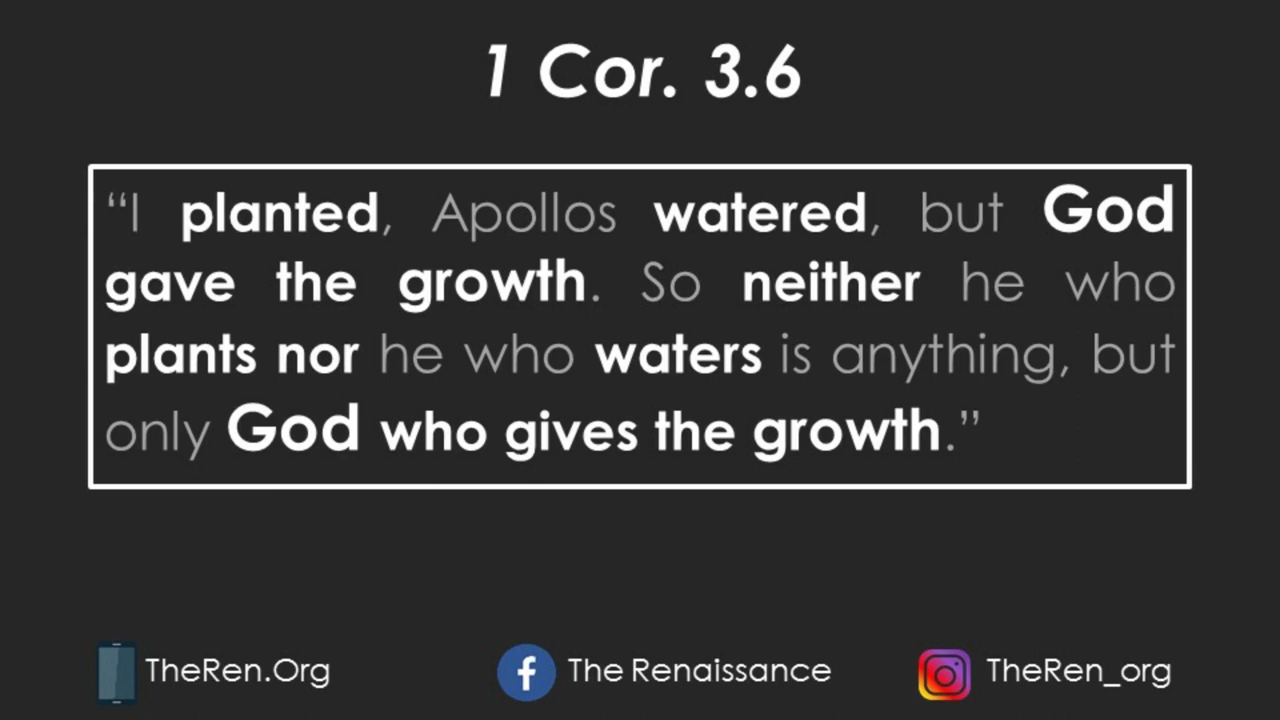 1 Cor. 3.6
“I planted, Apollos watered, but God
gave the growth. So neither he who
plants nor he who waters is anything, but
only God who gives the growth.”
TheRen.Org
The Renaissance
TheRen_org